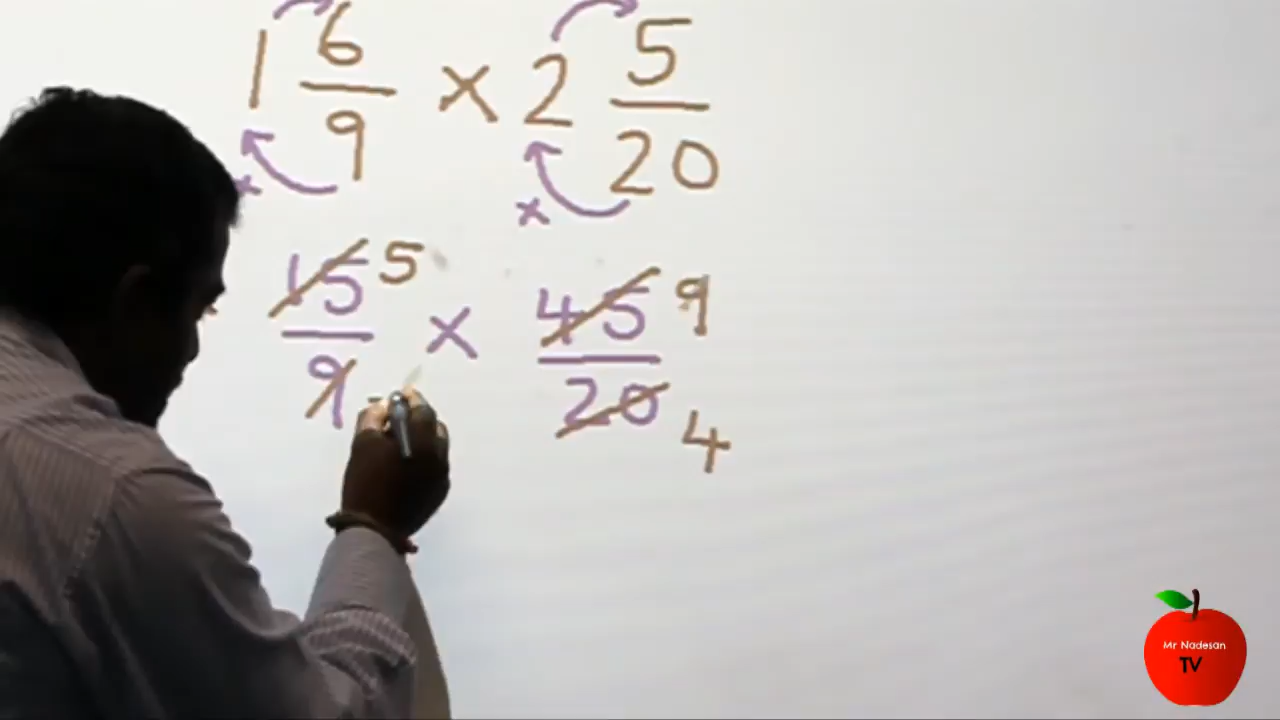 1 6/9 × 2 5/20
×
×
15/9 5 × 45/20 9
4
Mr Nadesan
TV